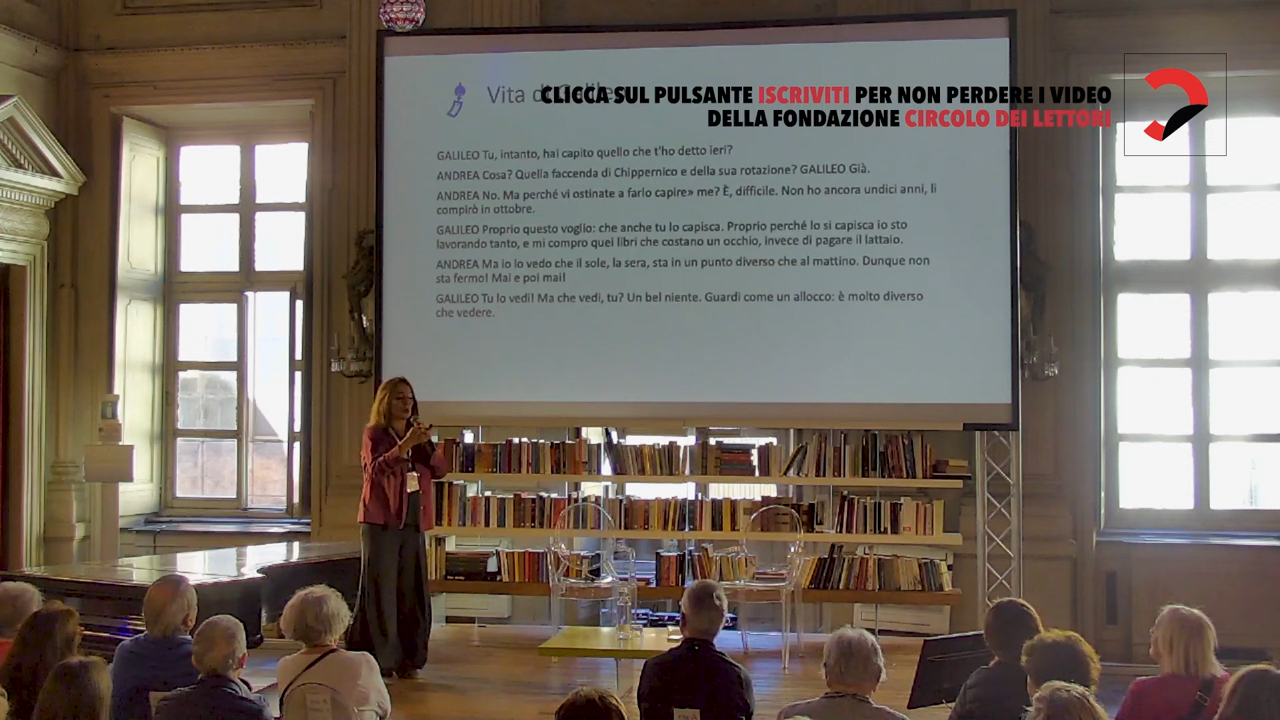 Vita di Galileo
CLICCA SUL PULSANTE ISCRIVITI PER NON PERDERE I VIDEO
DELLA FONDAZIONE CIRCOLO DEI LETTORI
GALILEO Tu, intanto, hai capito quello che t'ho detto ieri?
ANDREA Cosa? Quella faccenda di Chippernico e della sua rotazione? GALILEO Già.
ANDREA No. Ma perché vi ostinate a farlo capire» me? È, difficile. Non ho ancora undici anni, li
compirò in ottobre.
GALILEO Proprio questo voglio: che anche tu lo capisca. Proprio perché lo si capisca io sto
lavorando tanto, e mi compro quei libri che costano un occhio, invece di pagare il lattaio.
ANDREA Ma io lo vedo che il sole, la sera, sta in un punto diverso che al mattino. Dunque non
sta fermo! Mai e poi mai!
GALILEO Tu lo vedi! Ma che vedi, tu? Un bel niente. Guardi come un allocco: è molto diverso
che vedere.